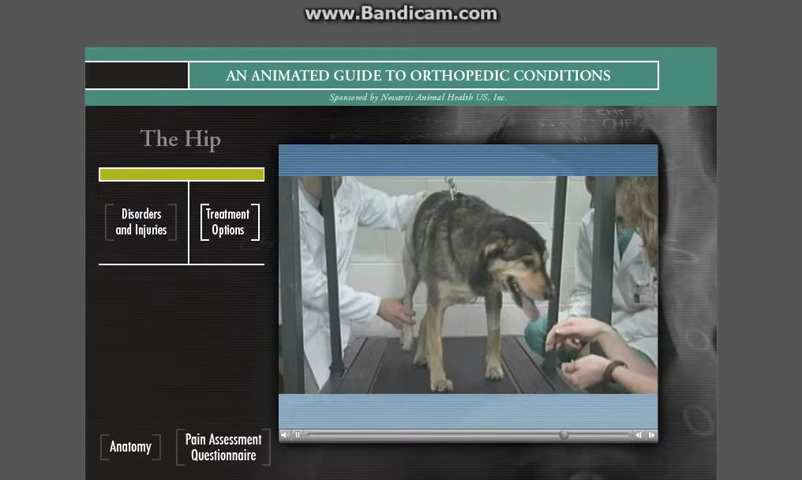 www.Bandicam.com
AN ANIMATED GUIDE TO ORTHOPEDIC CONDITIONS
Sponsored by Novartis Animal Health US, Inc.
The Hip
Disorders
and Injuries
Treatment
Options
Anatomy
Pain Assessment
Questionnaire